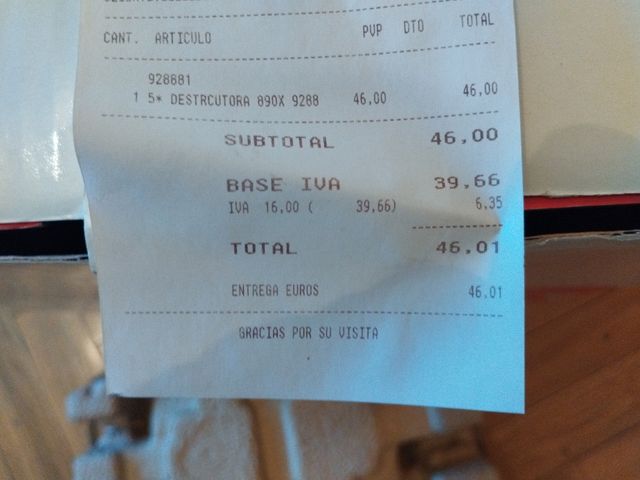 CANT. ARTICULO PVP DTO TOTAL
928881
1 5* DESTRCUTORA 890X 9288 46,00 46,00
SUBTOTAL 46,00
BASE IVA 39,66
IVA 16,00 ( 39,66) 6,35
TOTAL 46,01
ENTREGA EUROS 46,01
GRACIAS POR SU VISITA